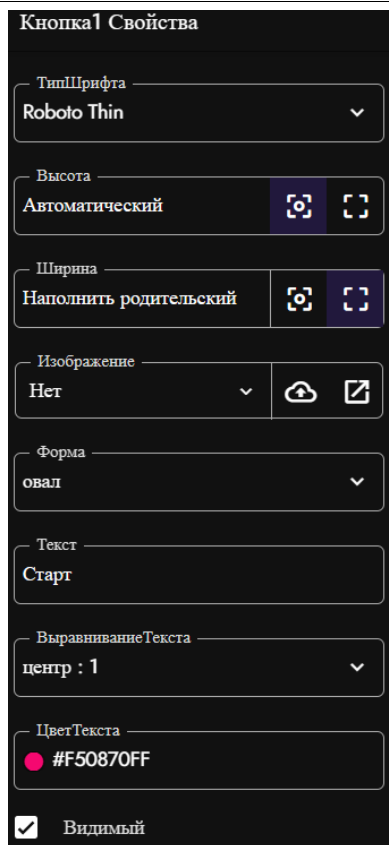 Кнопка1 Свойства
ТипШрифта
Roboto Thin
Высота
Автоматический
Ширина
Наполнить родительский
Изображение
Нет
Форма
овал
Текст
Старт
ВыравниваниеТекста
центр : 1
ЦветТекста
#F50870FF
Видимый